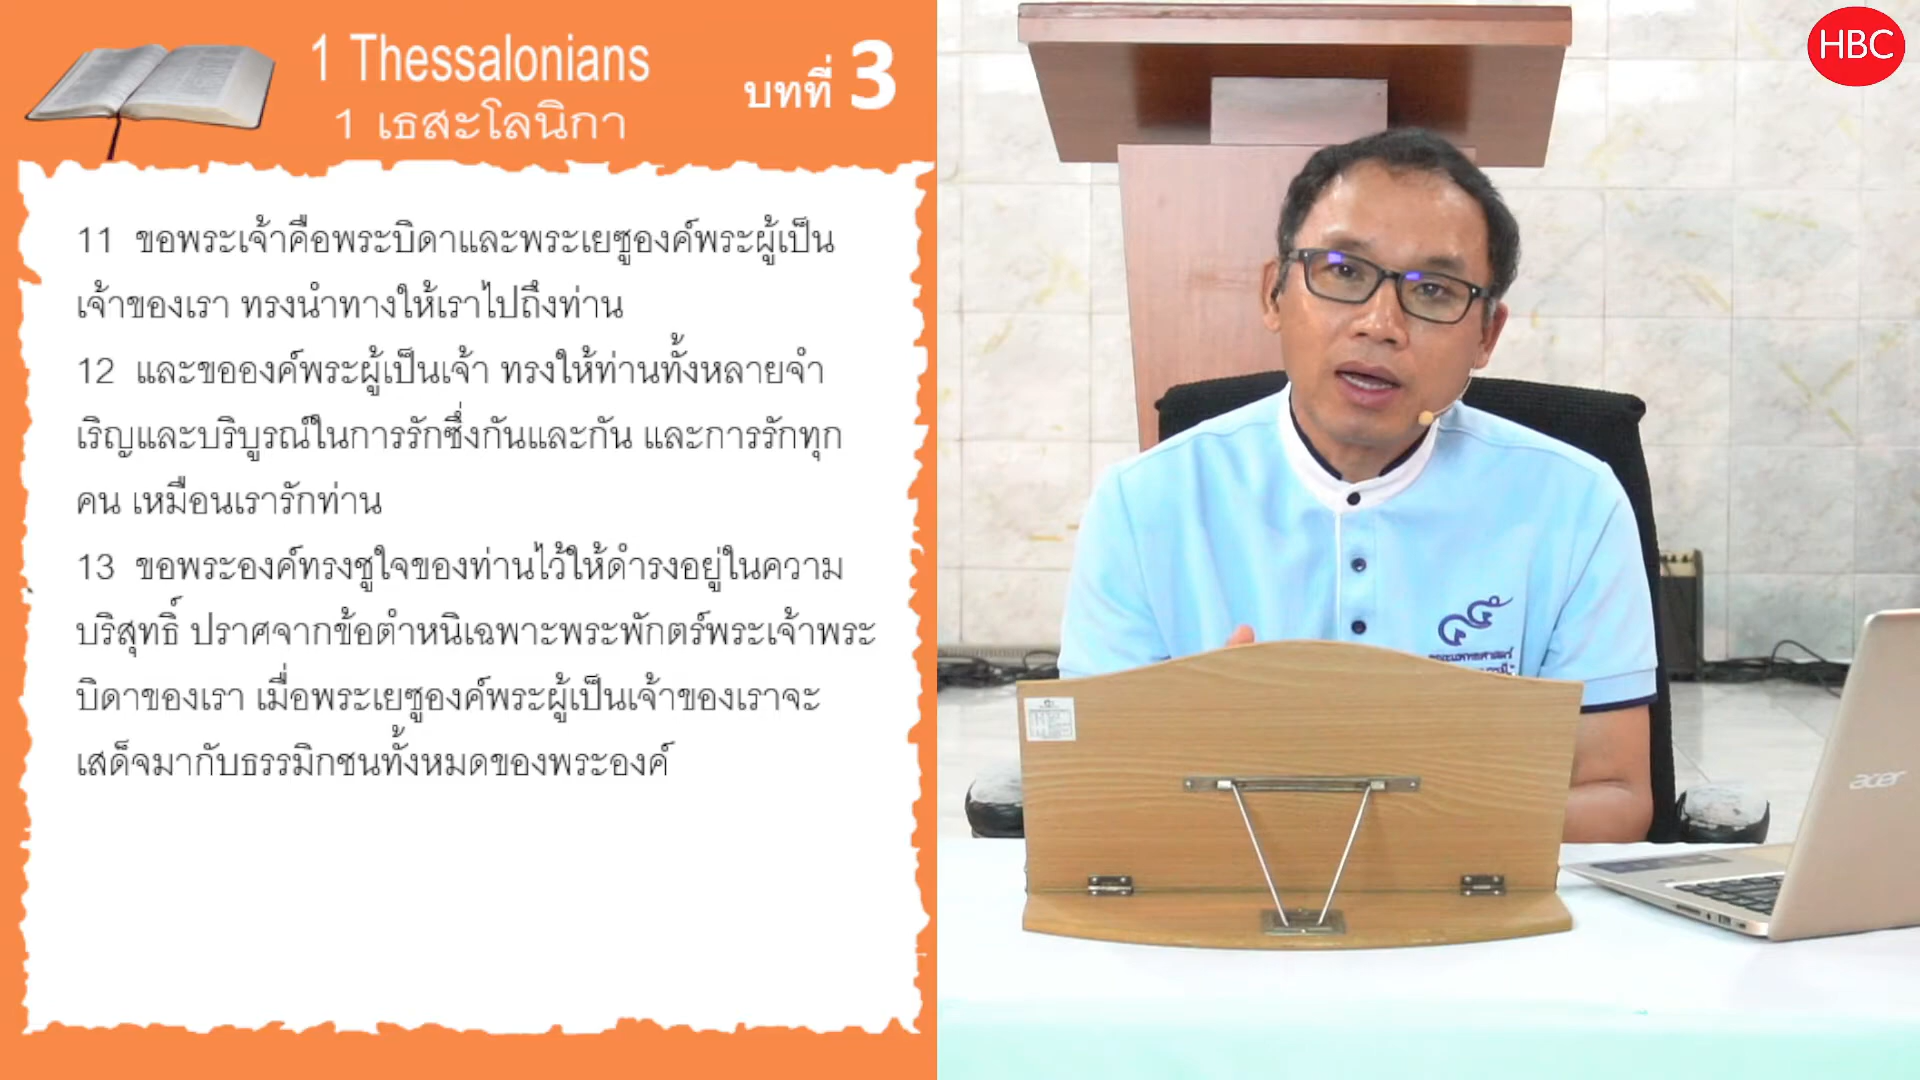 1 Thessalonians
1 เธสะโลนิกา
บทที่ 3
11 ขอพระเจ้าคือพระบิดาและพระเยซูองค์พระผู้เป็น
เจ้าของเรา ทรงนำทางให้เราไปถึงท่าน
12 และขอองค์พระผู้เป็นเจ้า ทรงให้ท่านทั้งหลายจำ
เริญและบริบูรณ์ในการรักซึ่งกันและกัน และการรักทุก
คน เหมือนเรารักท่าน
13 ขอพระองค์ทรงชูใจของท่านไว้ให้ดำรงอยู่ในความ
บริสุทธิ์ ปราศจากข้อตำหนิเฉพาะพระพักตร์พระเจ้าพระ
บิดาของเรา เมื่อพระเยซูองค์พระผู้เป็นเจ้าของเราจะ
เสด็จมากับธรรมิกชนทั้งหมดของพระองค์
HBC
acer